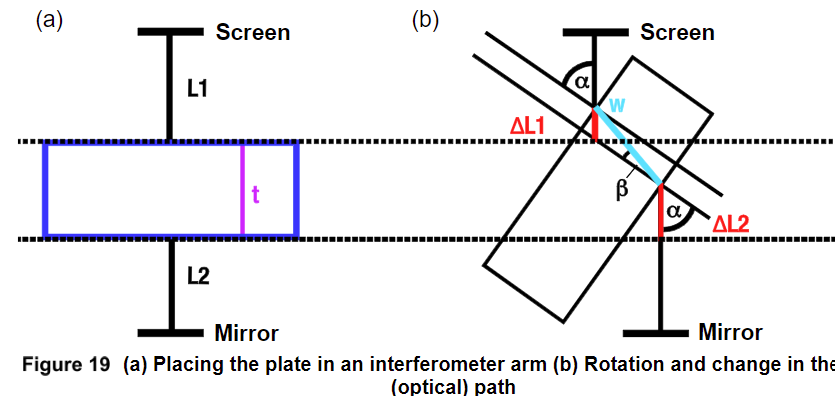 (a)
(b)
Screen
Screen
L1
α
w
ΔL1
t
β
α
ΔL2
L2
Mirror
Mirror
Figure 19 (a) Placing the plate in an interferometer arm (b) Rotation and change in the
(optical) path